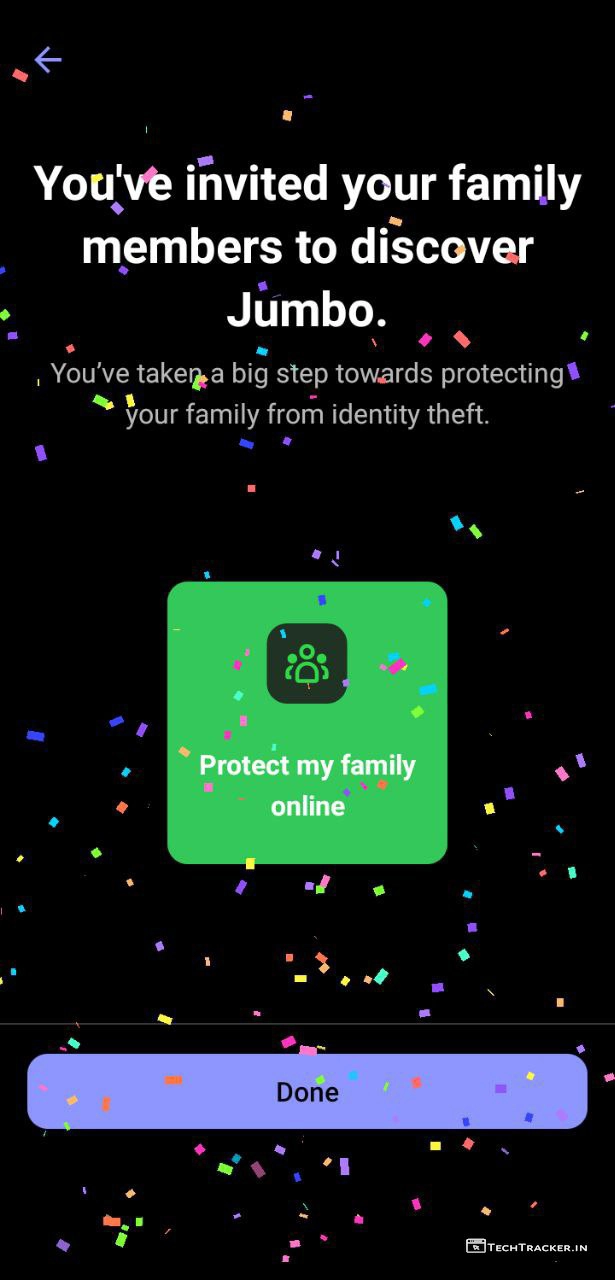 You've invited your family
members to discover
Jumbo.
You’ve taken a big step towards protecting
your family from identity theft.
Protect my family
online
Done
TechTracker.in